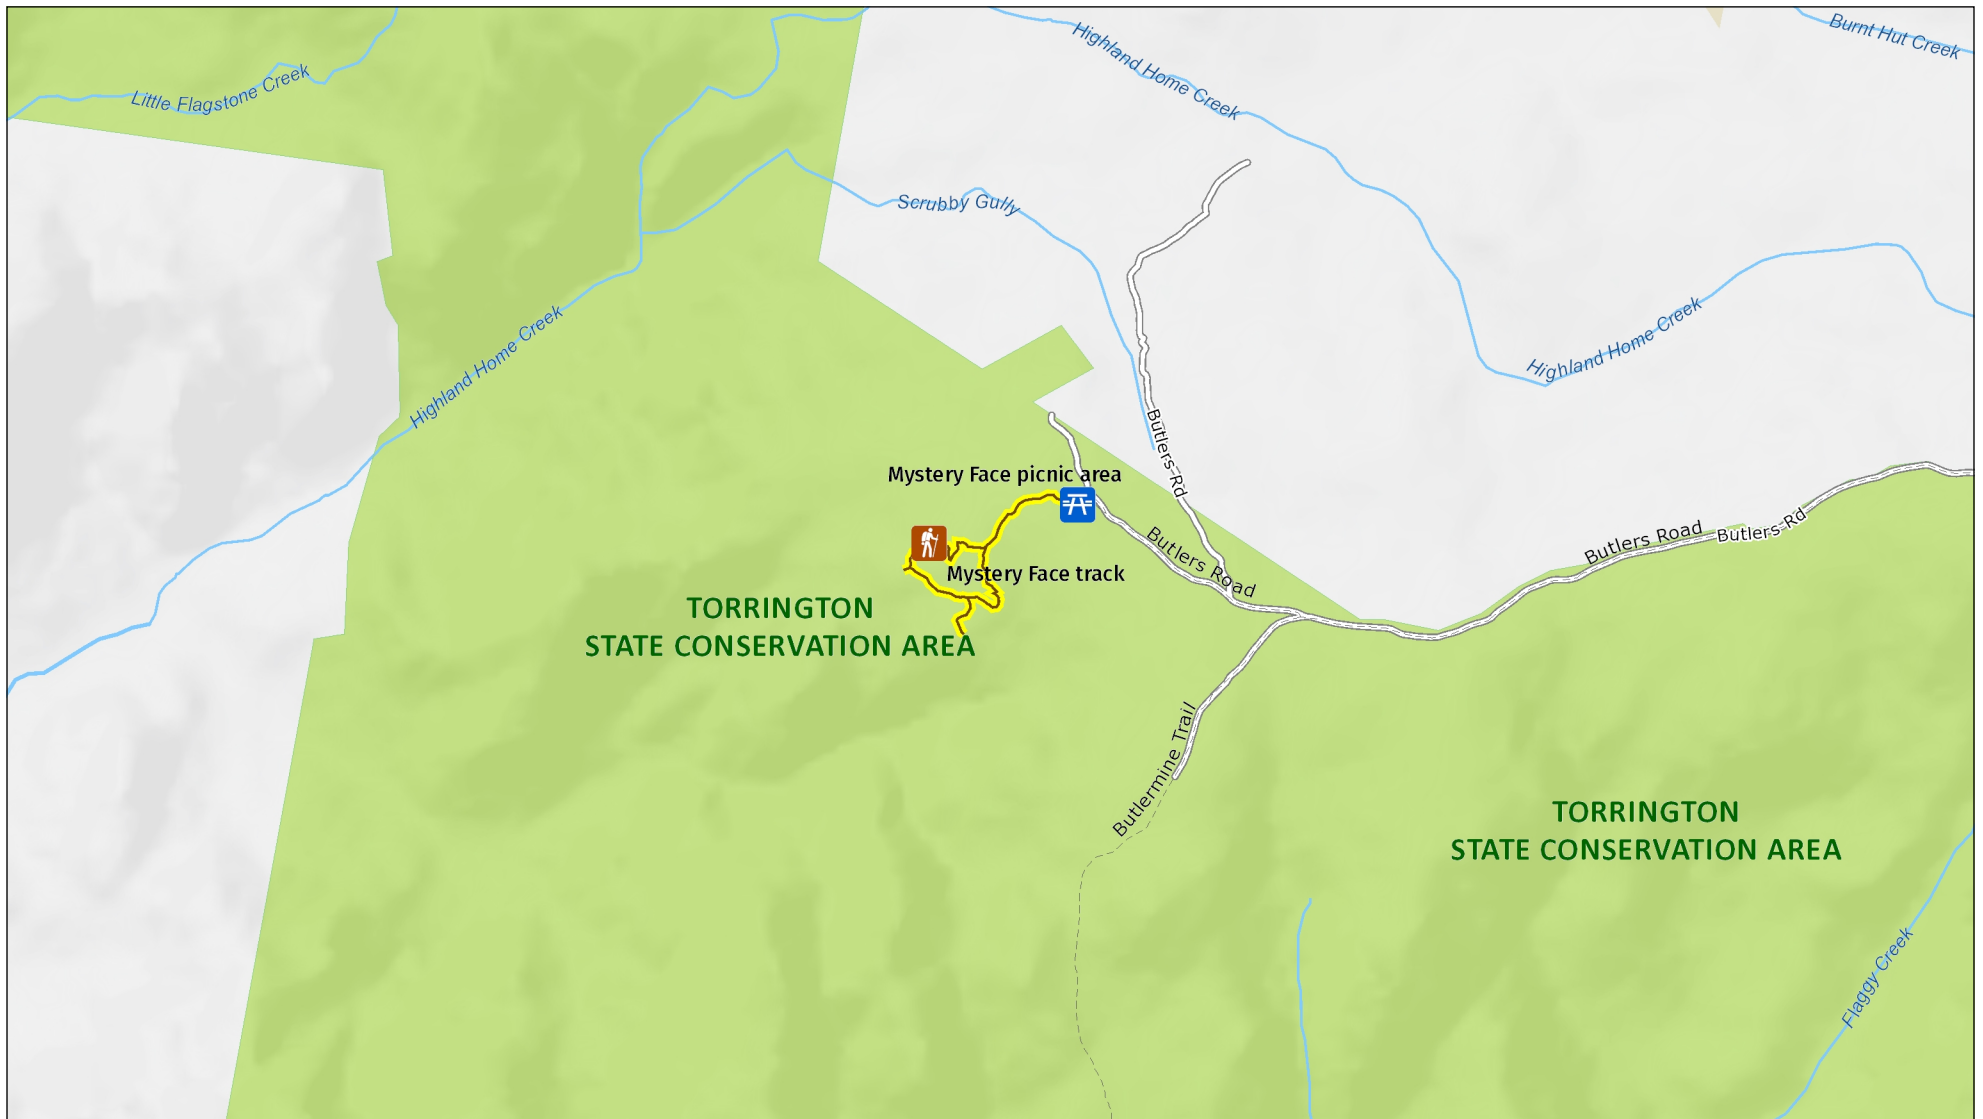 Burnt Hut Creek
Highland Home Creek
Little Flagstone Creek
Scrubby Gully
Highland Home Creek
Highland Home Creek
Butlers Rd
Mystery Face picnic area
Butlers Road
Butlers Rd
Butlers Road
Mystery Face track
TORRINGTON
STATE CONSERVATION AREA
Butlermine Trail
TORRINGTON
STATE CONSERVATION AREA
Flaggy Creek